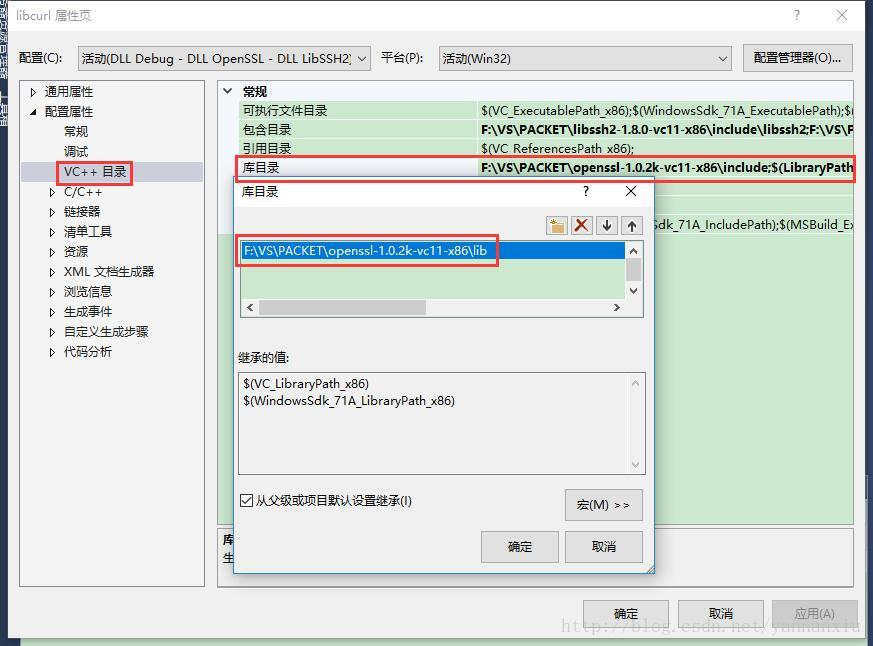 libcurl 属性页
配置(C):
活动(DLL Debug - DLL OpenSSL - DLL LibSSH2)
平台(P):
活动(Win32)
配置管理器(O)...
通用属性
配置属性
常规
调试
VC++ 目录
C/C++
链接器
清单工具
资源
XML 文档生成器
浏览信息
生成事件
自定义生成步骤
代码分析
常规
可执行文件目录 $(VC_ExecutablePath_x86);$(WindowsSdk_71A_ExecutablePath);$(
包含目录 F:\VS\PACKET\libssh2-1.8.0-vc11-x86\include\libssh2;F:\VS\P
引用目录 $(VC_ReferencesPath_x86);
库目录 F:\VS\PACKET\openssl-1.0.2k-vc11-x86\include;$(LibraryPath
Sdk_71A_IncludePath);$(MSBuild_Ex
库目录
?
F:\VS\PACKET\openssl-1.0.2k-vc11-x86\lib
继承的值:
$(VC_LibraryPath_x86)
$(WindowsSdk_71A_LibraryPath_x86)
从父级或项目默认设置继承(I)
宏(M) >>
确定
取消
库
生
确定
取消
应用(A)
http://blog.csdn.net/yannanxiu